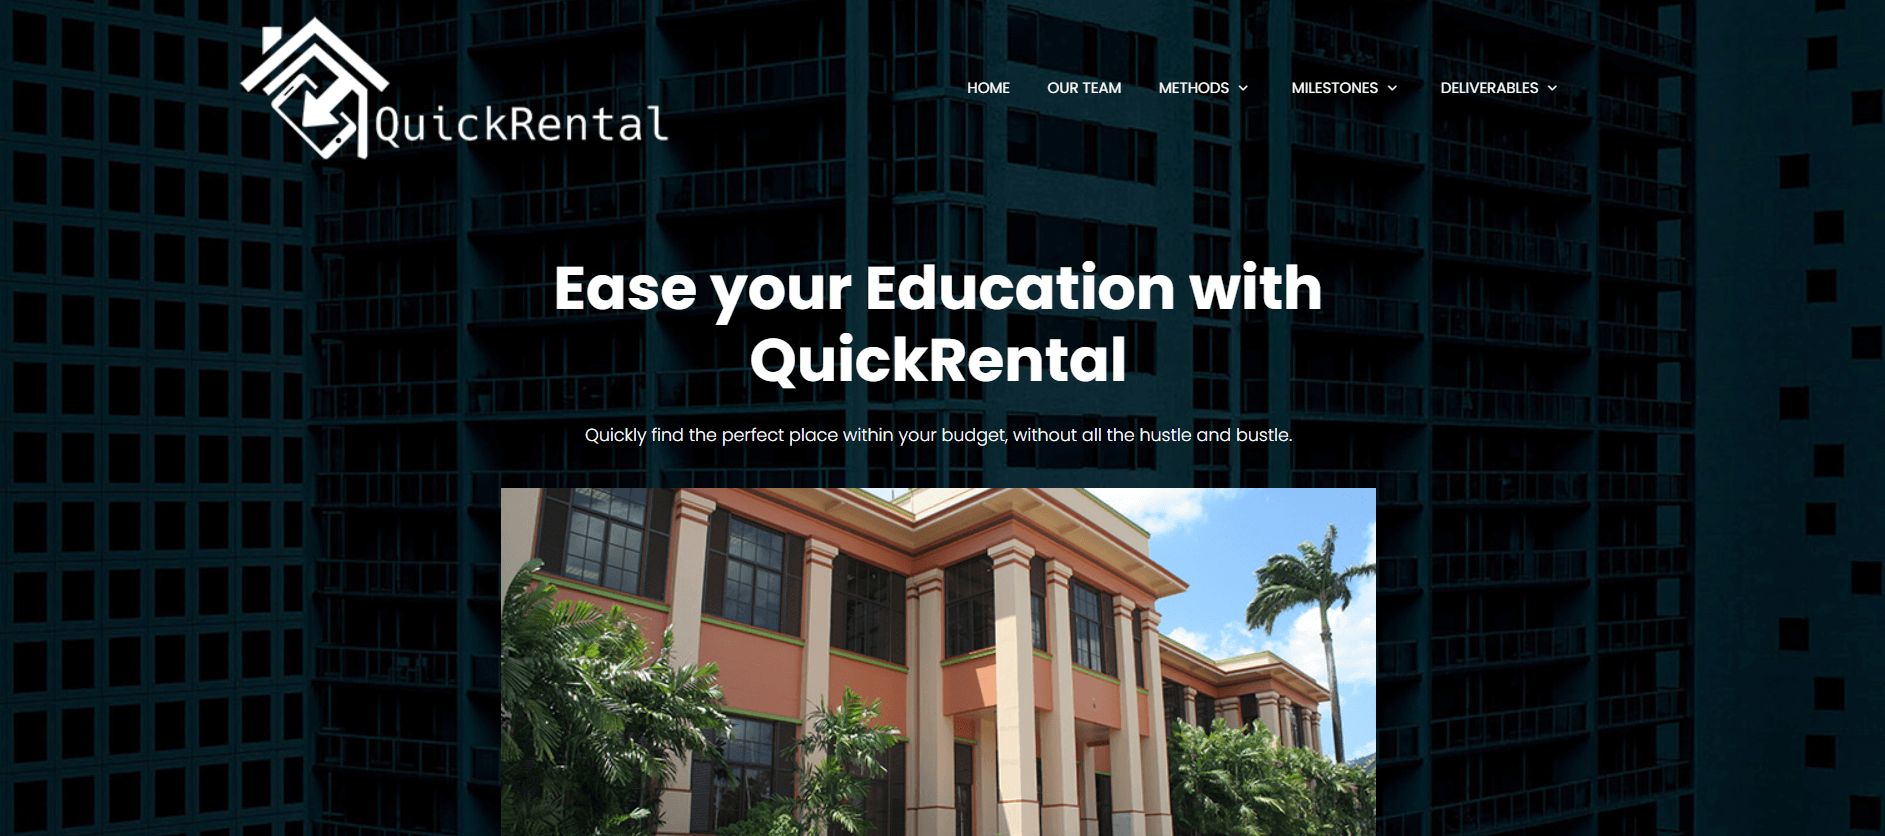 QuickRental
HOME OUR TEAM METHODS MILESTONES DELIVERABLES
Ease your Education with
QuickRental
Quickly find the perfect place within your budget, without all the hustle and bustle.